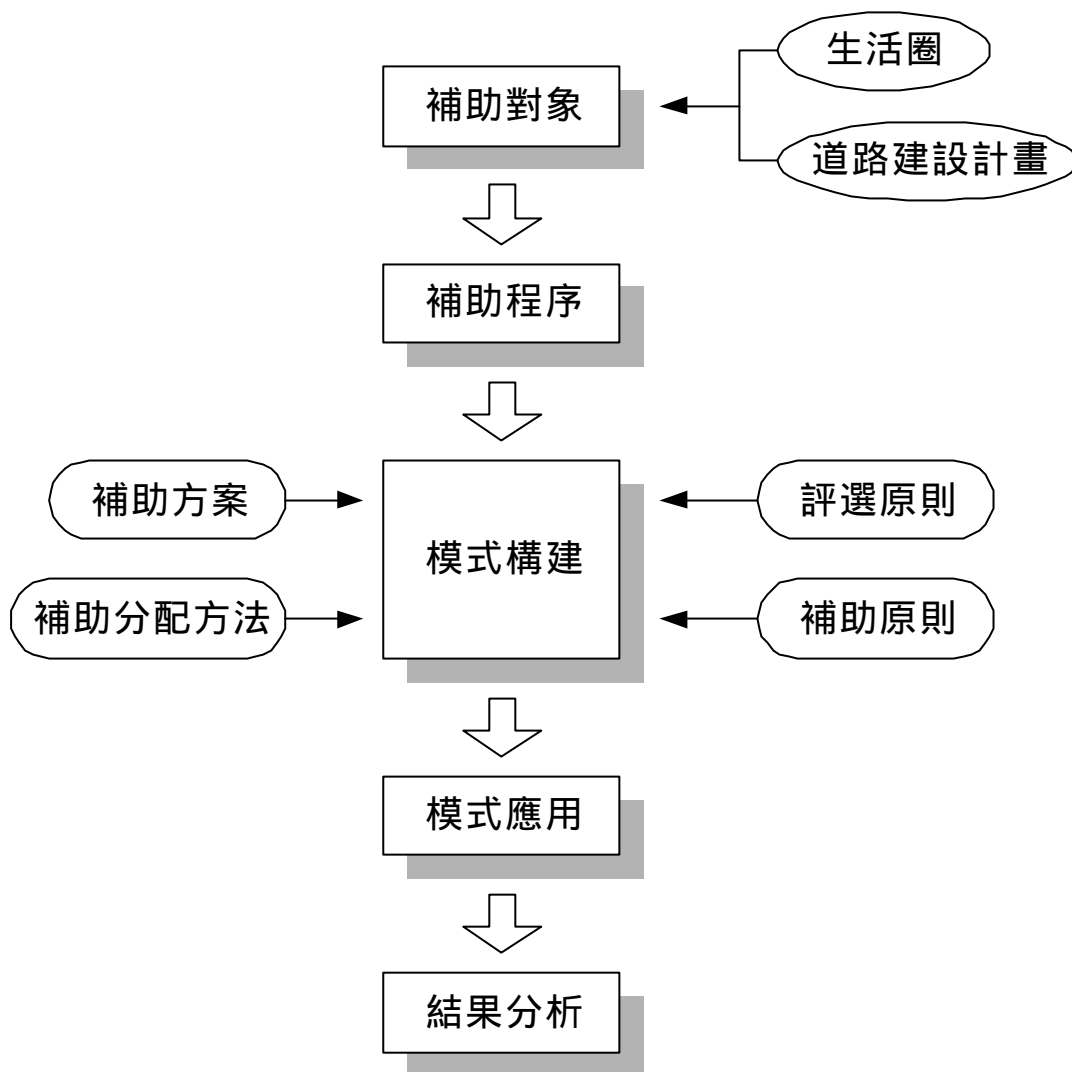 生活圈
補助對象
道路建設計畫
補助程序
補助方案
評選原則
模式構建
補助分配方法
補助原則
模式應用
結果分析